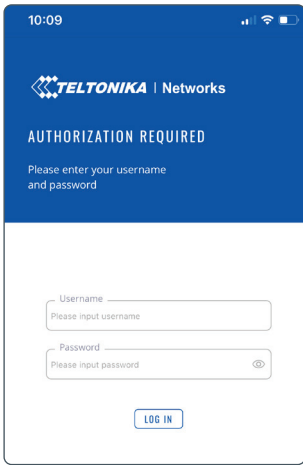 10:09
TELTONIKA | Networks
AUTHORIZATION REQUIRED
Please enter your username
and password
Username
Please input username
Password
Please input password
LOG IN